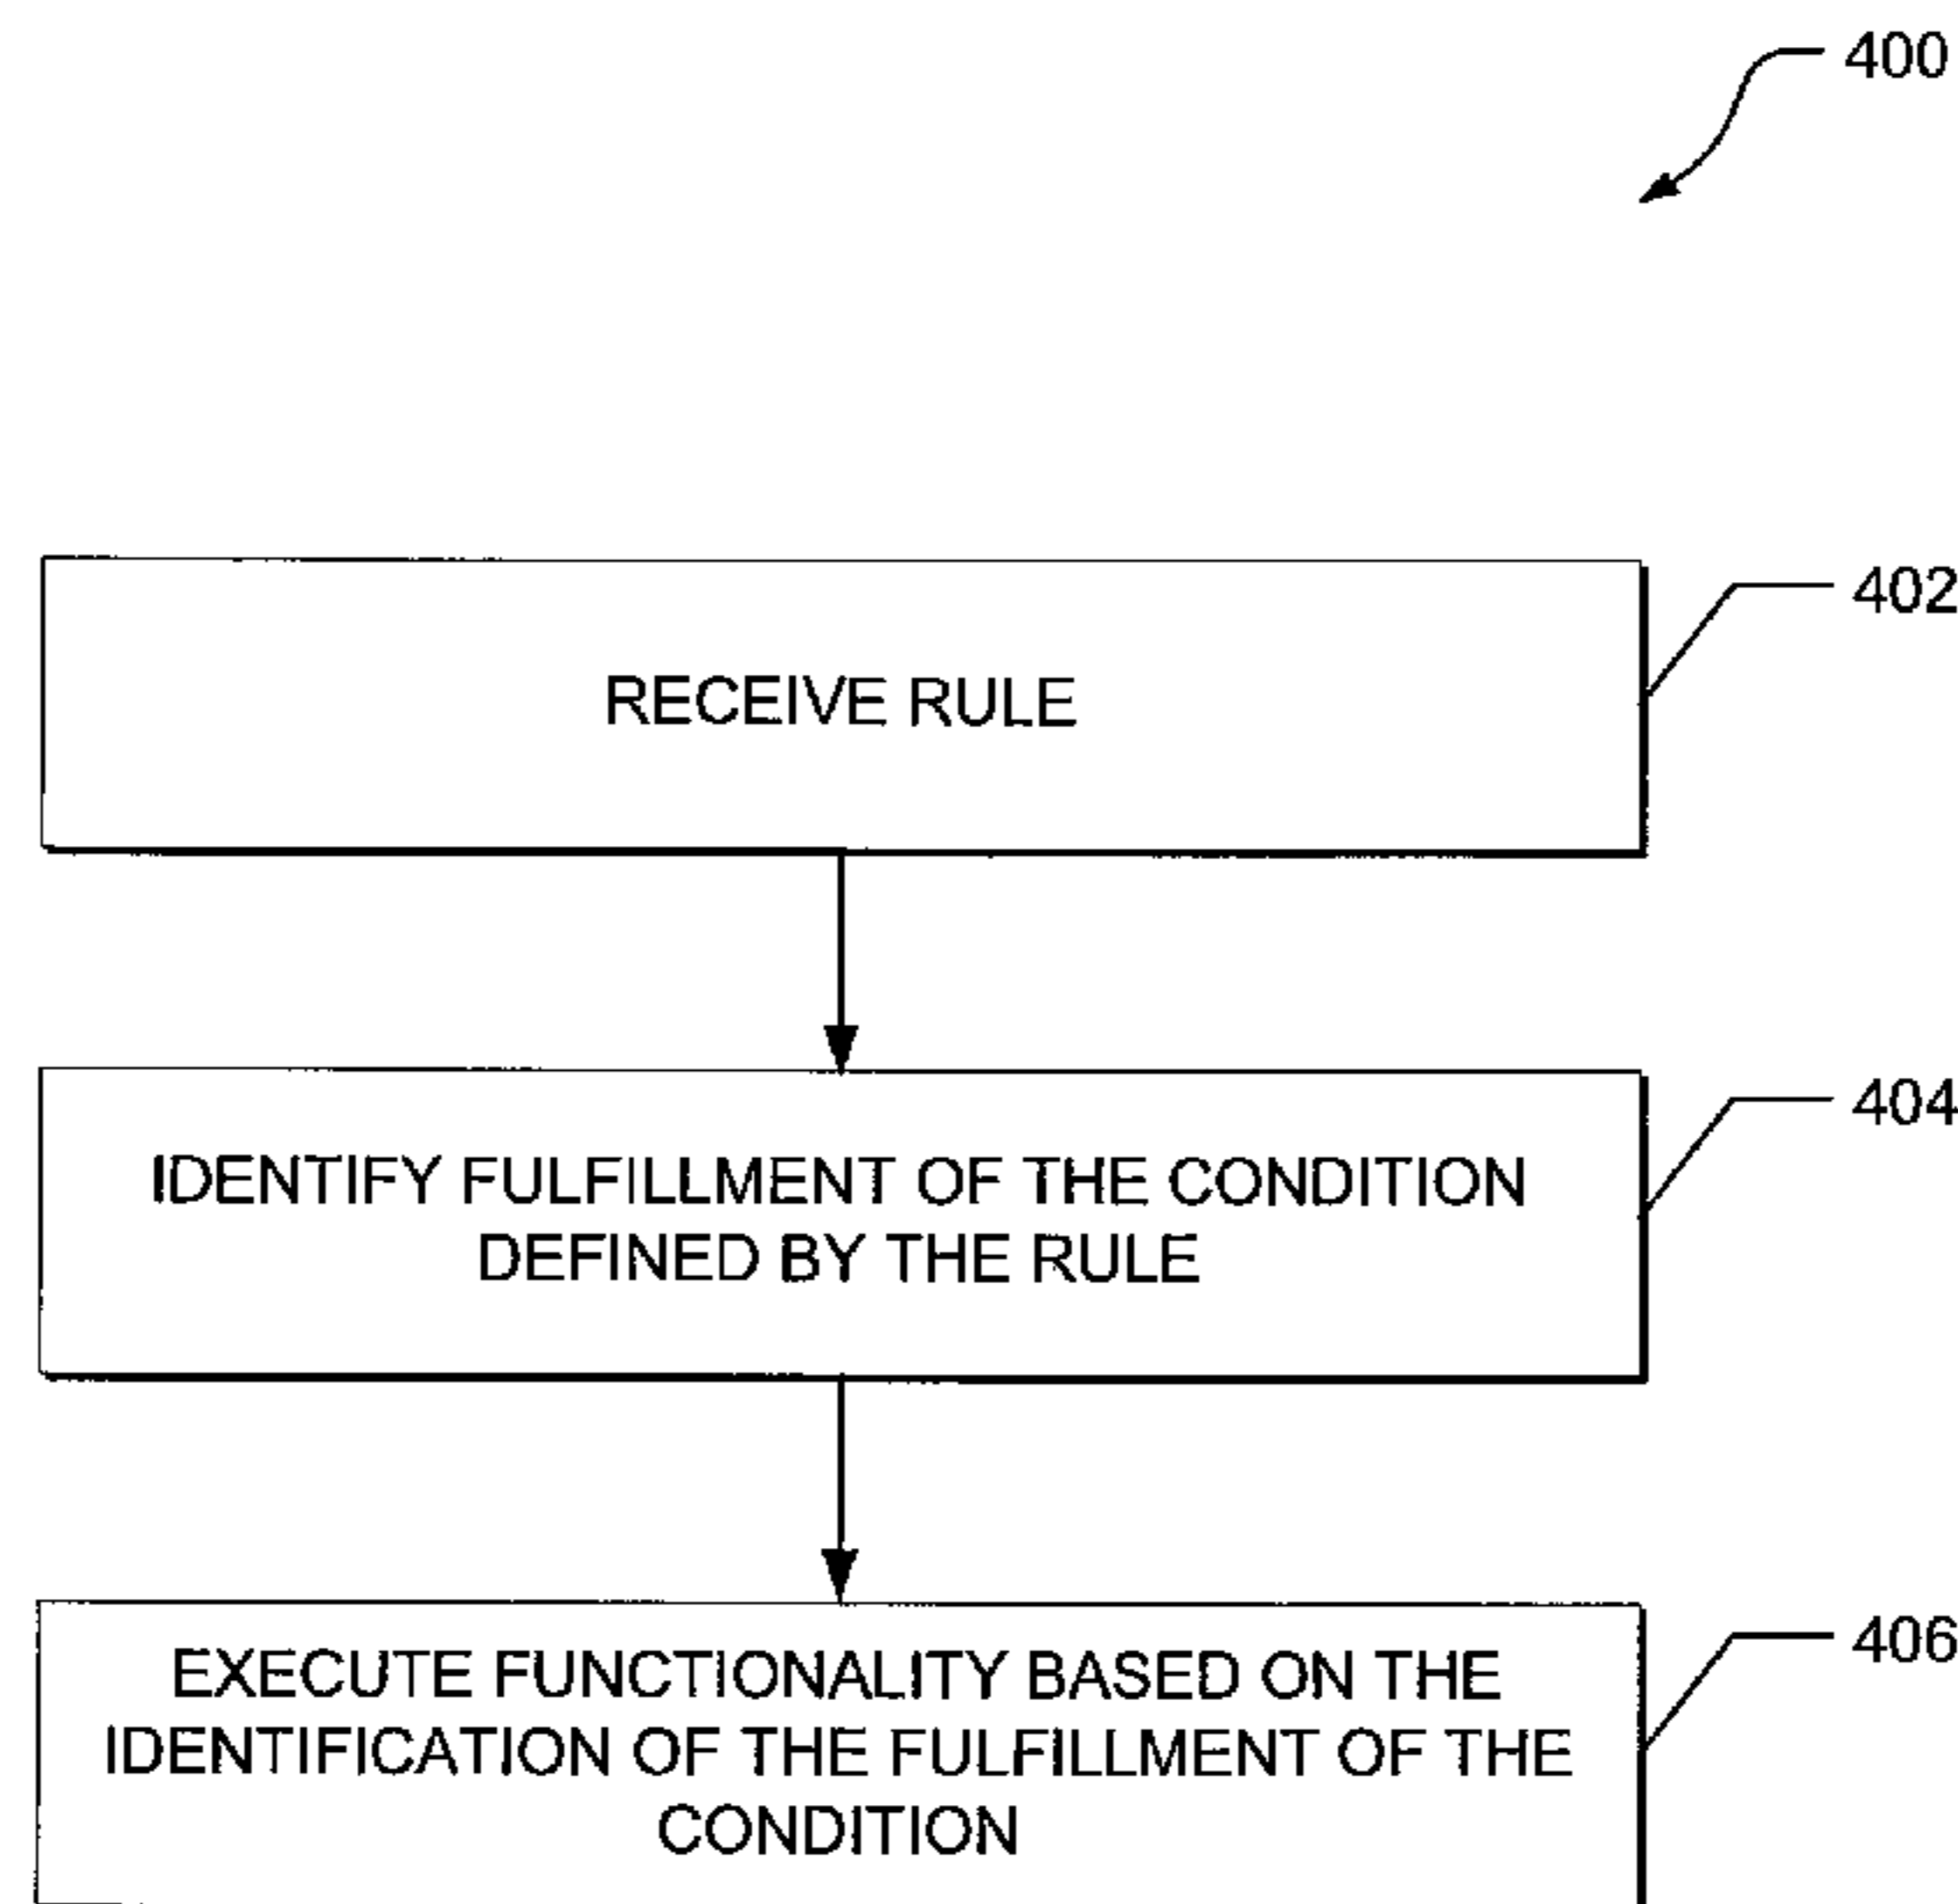 400
402
RECEIVE RULE
404
IDENTIFY FULFILLMENT OF THE CONDITION
DEFINED BY THE RULE
406
EXECUTE FUNCTIONALITY BASED ON THE
IDENTIFICATION OF THE FULFILLMENT OF THE
CONDITION